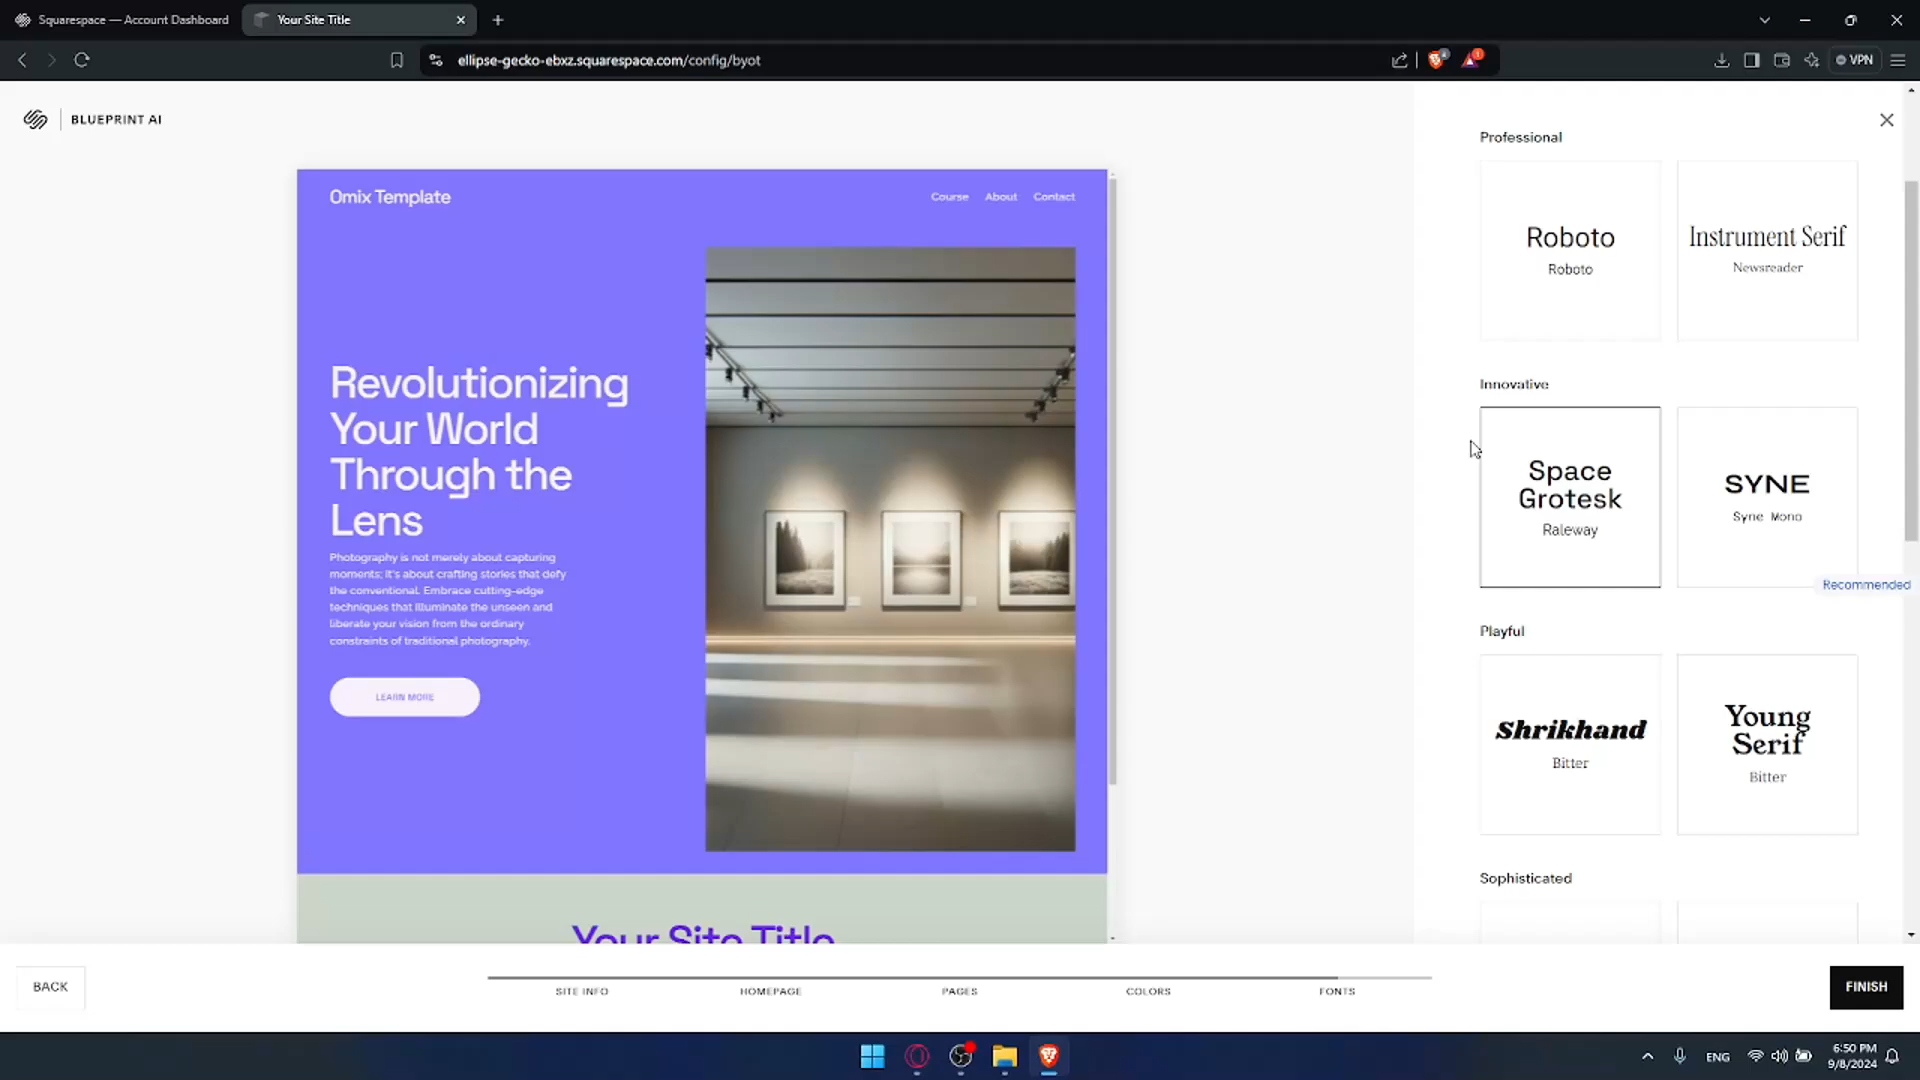 Squarespace — Account Dashboard
Your Site Title
ellipse-gecko-ebxz.squarespace.com/config/byot
VPN
BLUEPRINT AI
Omix Template
Course
About
Contact
Revolutionizing
Your World
Through the
Lens
Photography is not merely about capturing
moments; it's about crafting stories that defy
the conventional. Embrace cutting-edge
techniques that illuminate the unseen and
liberate your vision from the ordinary
constraints of traditional photography.
LEARN MORE
Your Site Title
Professional
Roboto
Roboto
Instrument Serif
Newsreader
Innovative
Space
Grotesk
Raleway
SYNE
Syne Mono
Recommended
Playful
Shrikhand
Bitter
Young
Serif
Bitter
Sophisticated
BACK
SITE INFO
HOMEPAGE
PAGES
COLORS
FONTS
FINISH
ENG
6:50 PM
9/8/2024